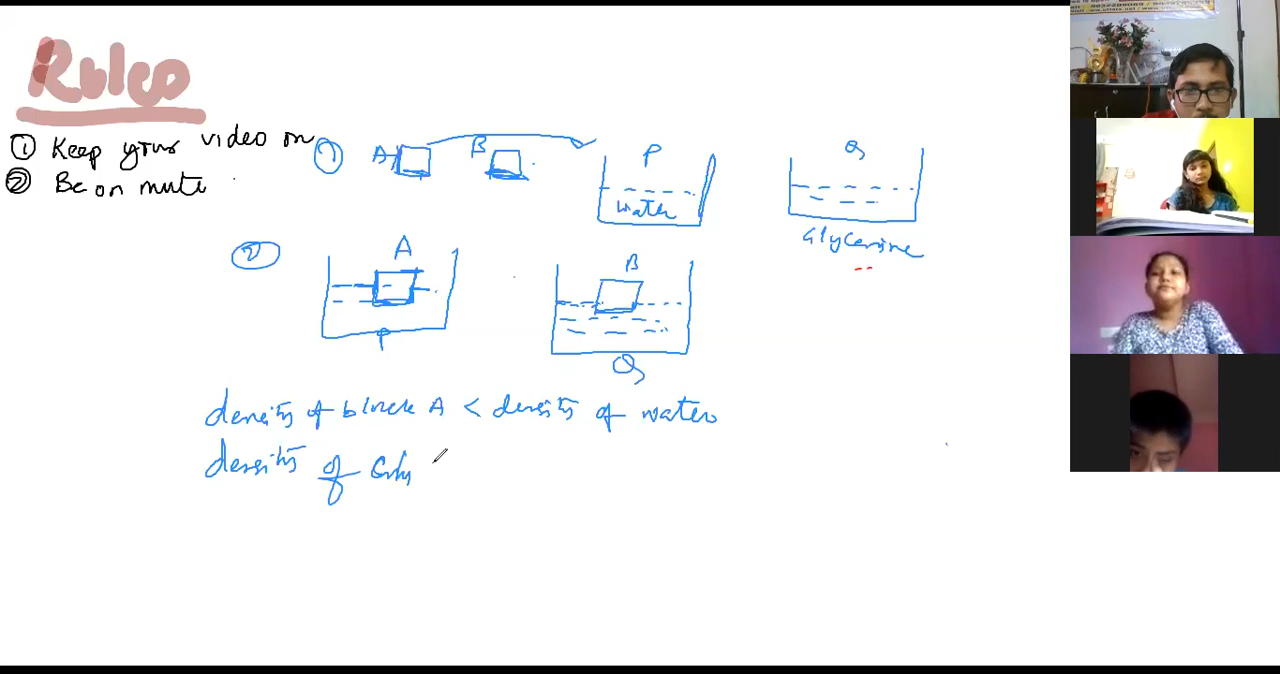 Rules
① Keep your video on
② Be on mute
① A B P Q
water
Glycerine
② A B
P Q
density of block A < density of water
density of Gly